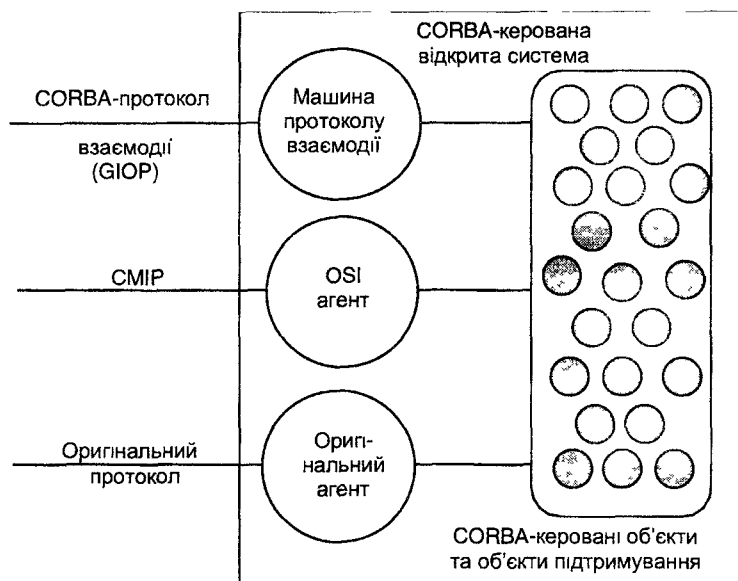 CORBA-керована
відкрита система
CORBA-протокол
взаємодії
(GIOP)
Машина
протоколу
взаємодії
CMIP
OSI
агент
Оригінальний
протокол
Оригі-
нальний
агент
CORBA-керовані об'єкти
та об'єкти підтримування